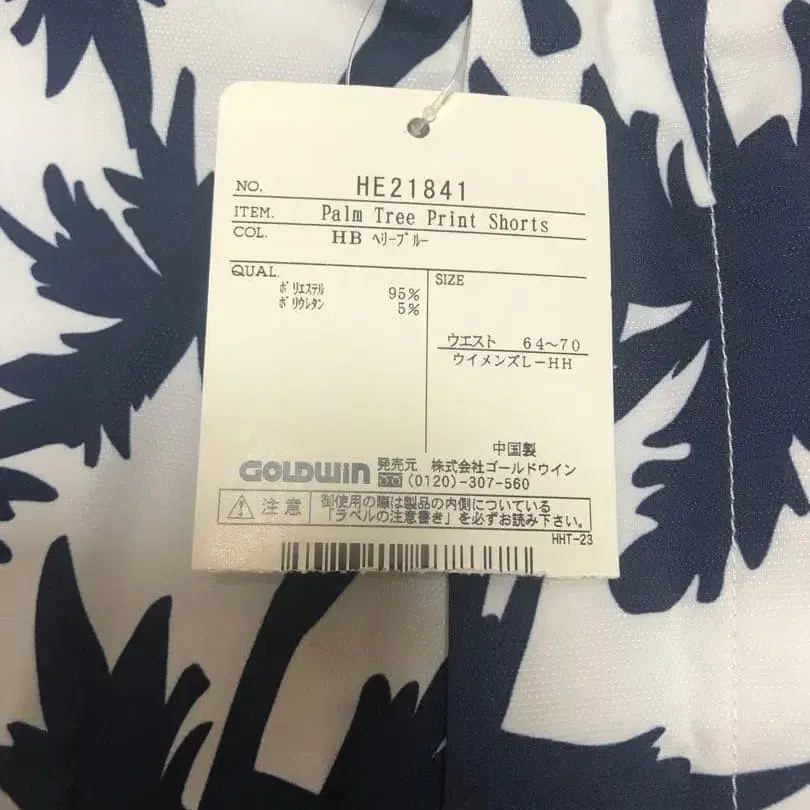 NO. HE21841
ITEM. Palm Tree Print Shorts
COL. HB ﾍﾘｰﾌﾞﾙｰ
QUAL.
ﾎﾟﾘｴｽﾃﾙ 95%
ﾎﾟﾘｳﾚﾀﾝ 5%
SIZE
ウエスト 64〜70
ウイメンズL−HH
中国製
GOLDWIN 発売元 株式会社ゴールドウイン
(0120)-307-560
注意 御使用の際は製品の内側についている
「ラベルの注意書き」を必ずお読み下さい。
HHT-23